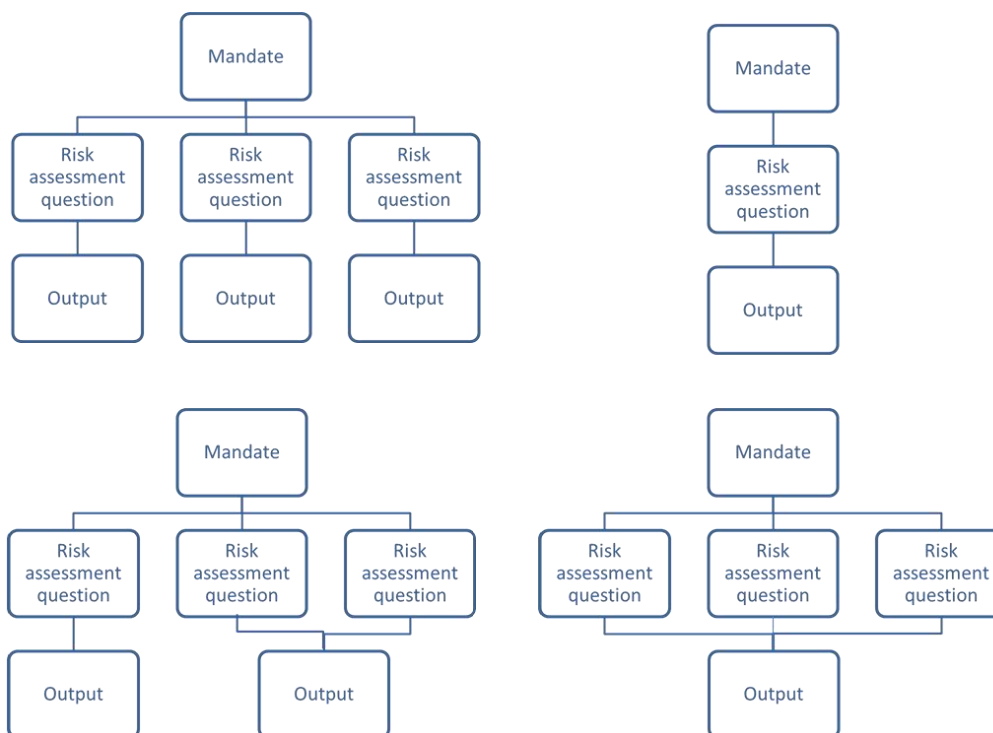 Mandate
Risk
assessment
question
Risk
assessment
question
Risk
assessment
question
Output
Output
Output
Mandate
Risk
assessment
question
Output
Mandate
Risk
assessment
question
Risk
assessment
question
Risk
assessment
question
Output
Output
Mandate
Risk
assessment
question
Risk
assessment
question
Risk
assessment
question
Output